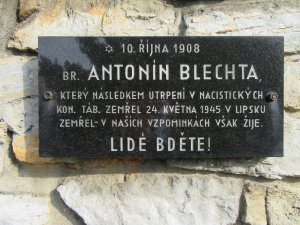 * 10. ŘÍJNA 1908
BR. ANTONÍN BLECHTA,
KTERÝ NÁSLEDKEM UTRPENÍ V NACISTICKÝCH
KON. TÁB. ZEMŘEL 24. KVĚTNA 1945 V LIPSKU
ZEMŘEL - V NAŠICH VZPOMINKÁCH VŠAK ŽIJE.
LIDÉ BDĚTE!